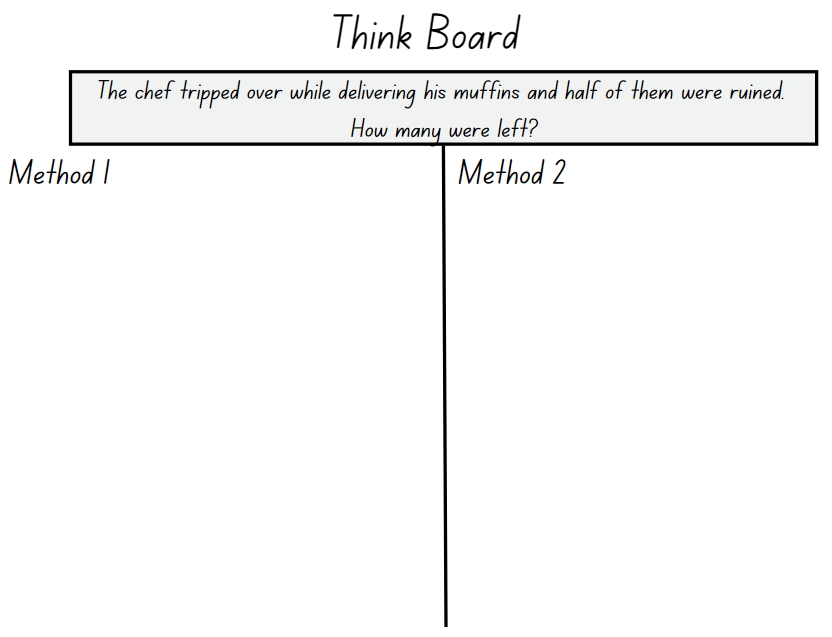 Think Board
The chef tripped over while delivering his muffins and half of them were ruined.
How many were left?
Method 1
Method 2